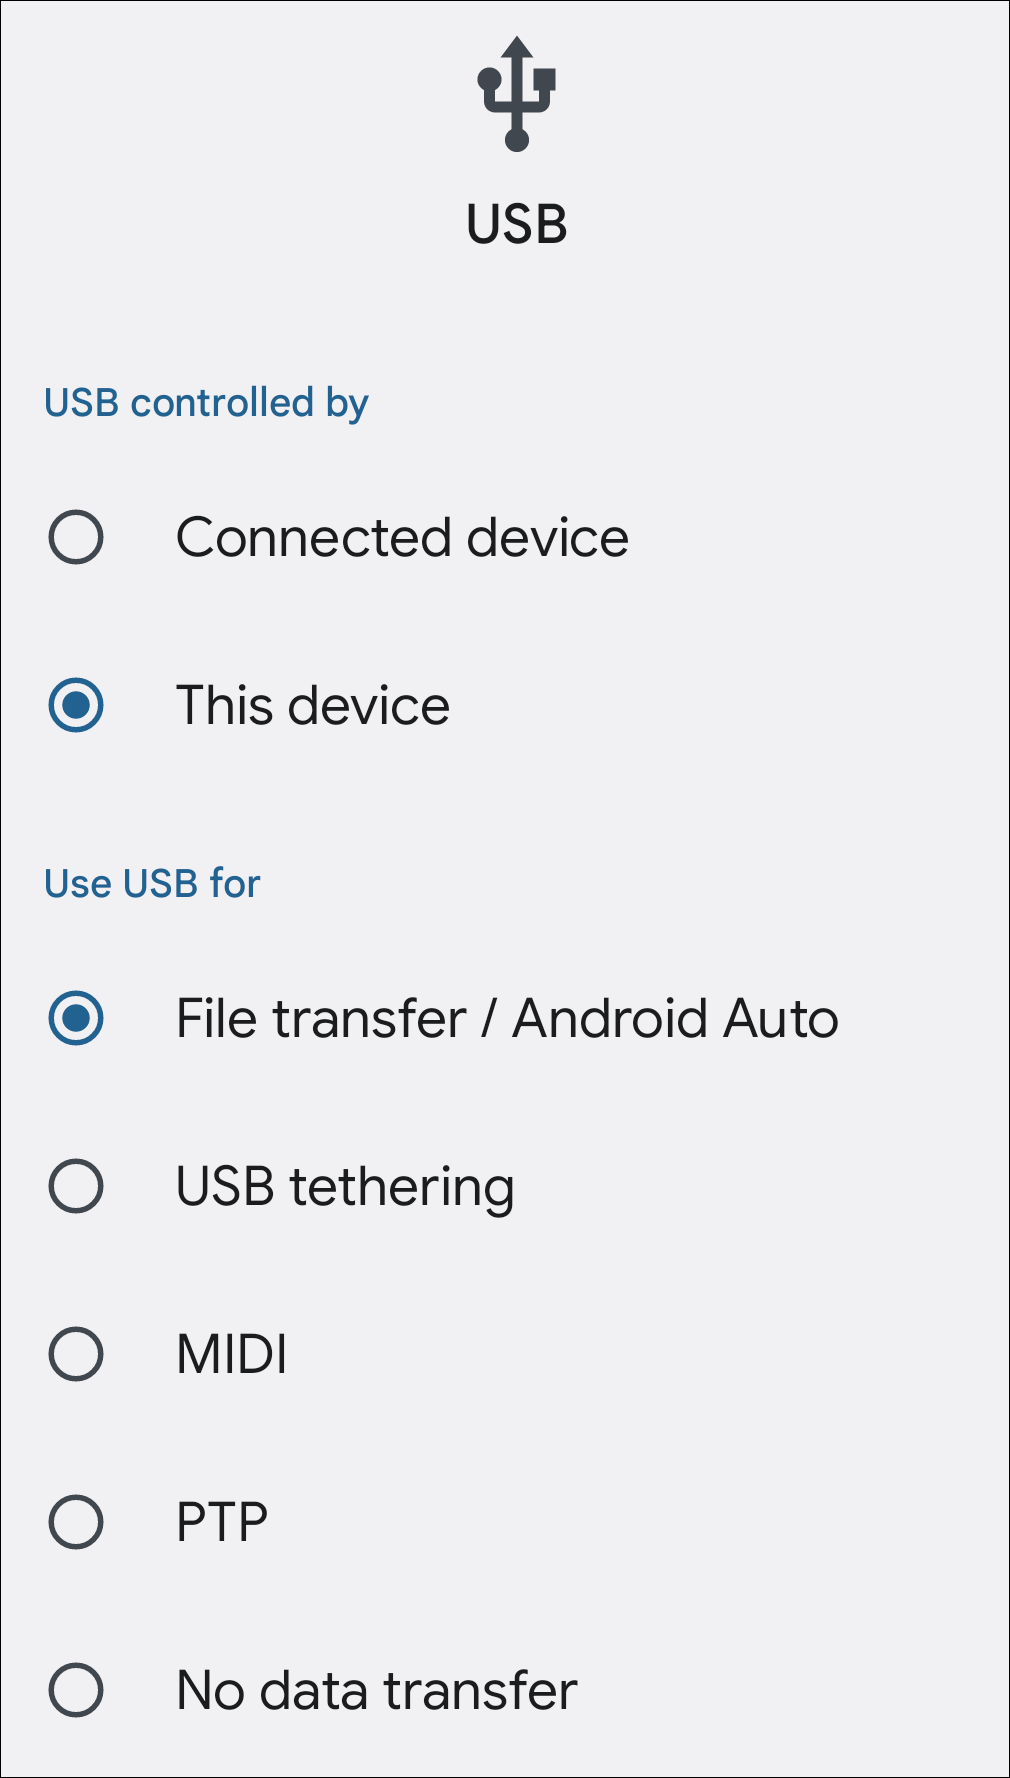 USB
USB controlled by
Connected device
This device
Use USB for
File transfer / Android Auto
USB tethering
MIDI
PTP
No data transfer